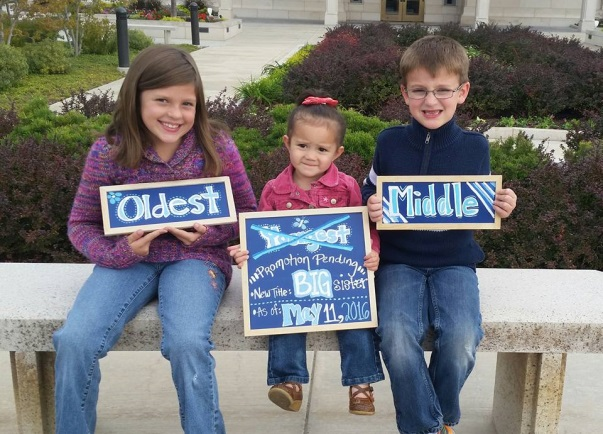 Oldest
Middle
Youngest
"Promotion Pending"
•New Title: BIG sister
•As of: May 11, 2016